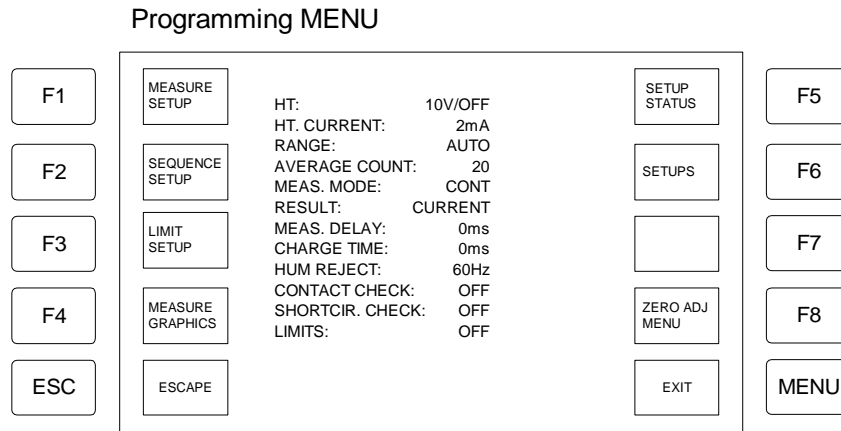 Programming MENU
F1
MEASURE
SETUP
F2
SEQUENCE
SETUP
F3
LIMIT
SETUP
F4
MEASURE
GRAPHICS
ESC
ESCAPE
HT: 10V/OFF
HT. CURRENT: 2mA
RANGE: AUTO
AVERAGE COUNT: 20
MEAS. MODE: CONT
RESULT: CURRENT
MEAS. DELAY: 0ms
CHARGE TIME: 0ms
HUM REJECT: 60Hz
CONTACT CHECK: OFF
SHORTCIR. CHECK: OFF
LIMITS: OFF
SETUP
STATUS
F5
SETUPS
F6
F7
ZERO ADJ
MENU
F8
EXIT
MENU